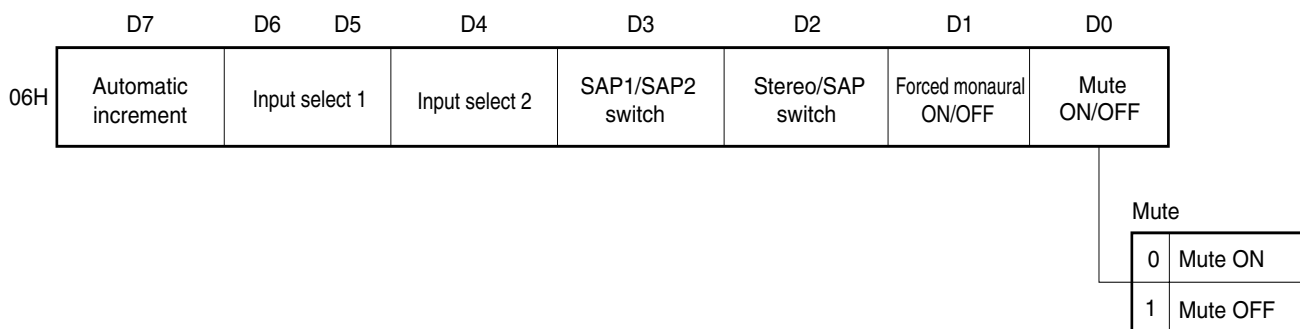 D7 D6 D5 D4 D3 D2 D1 D0
06H
Automatic
increment
Input select 1
Input select 2
SAP1/SAP2
switch
Stereo/SAP
switch
Forced monaural
ON/OFF
Mute
ON/OFF
Mute
0 Mute ON
1 Mute OFF